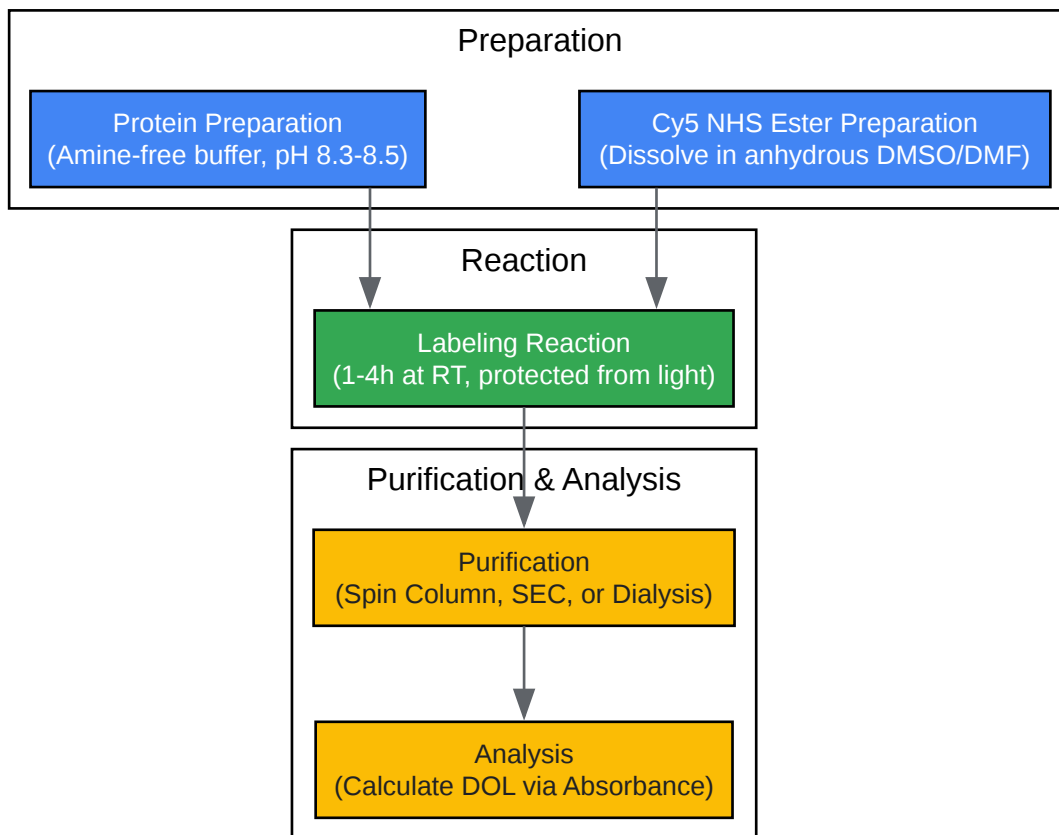 Preparation
Protein Preparation
(Amine-free buffer, pH 8.3-8.5)
Cy5 NHS Ester Preparation
(Dissolve in anhydrous DMSO/DMF)
Reaction
Labeling Reaction
(1-4h at RT, protected from light)
Purification & Analysis
Purification
(Spin Column, SEC, or Dialysis)
Analysis
(Calculate DOL via Absorbance)